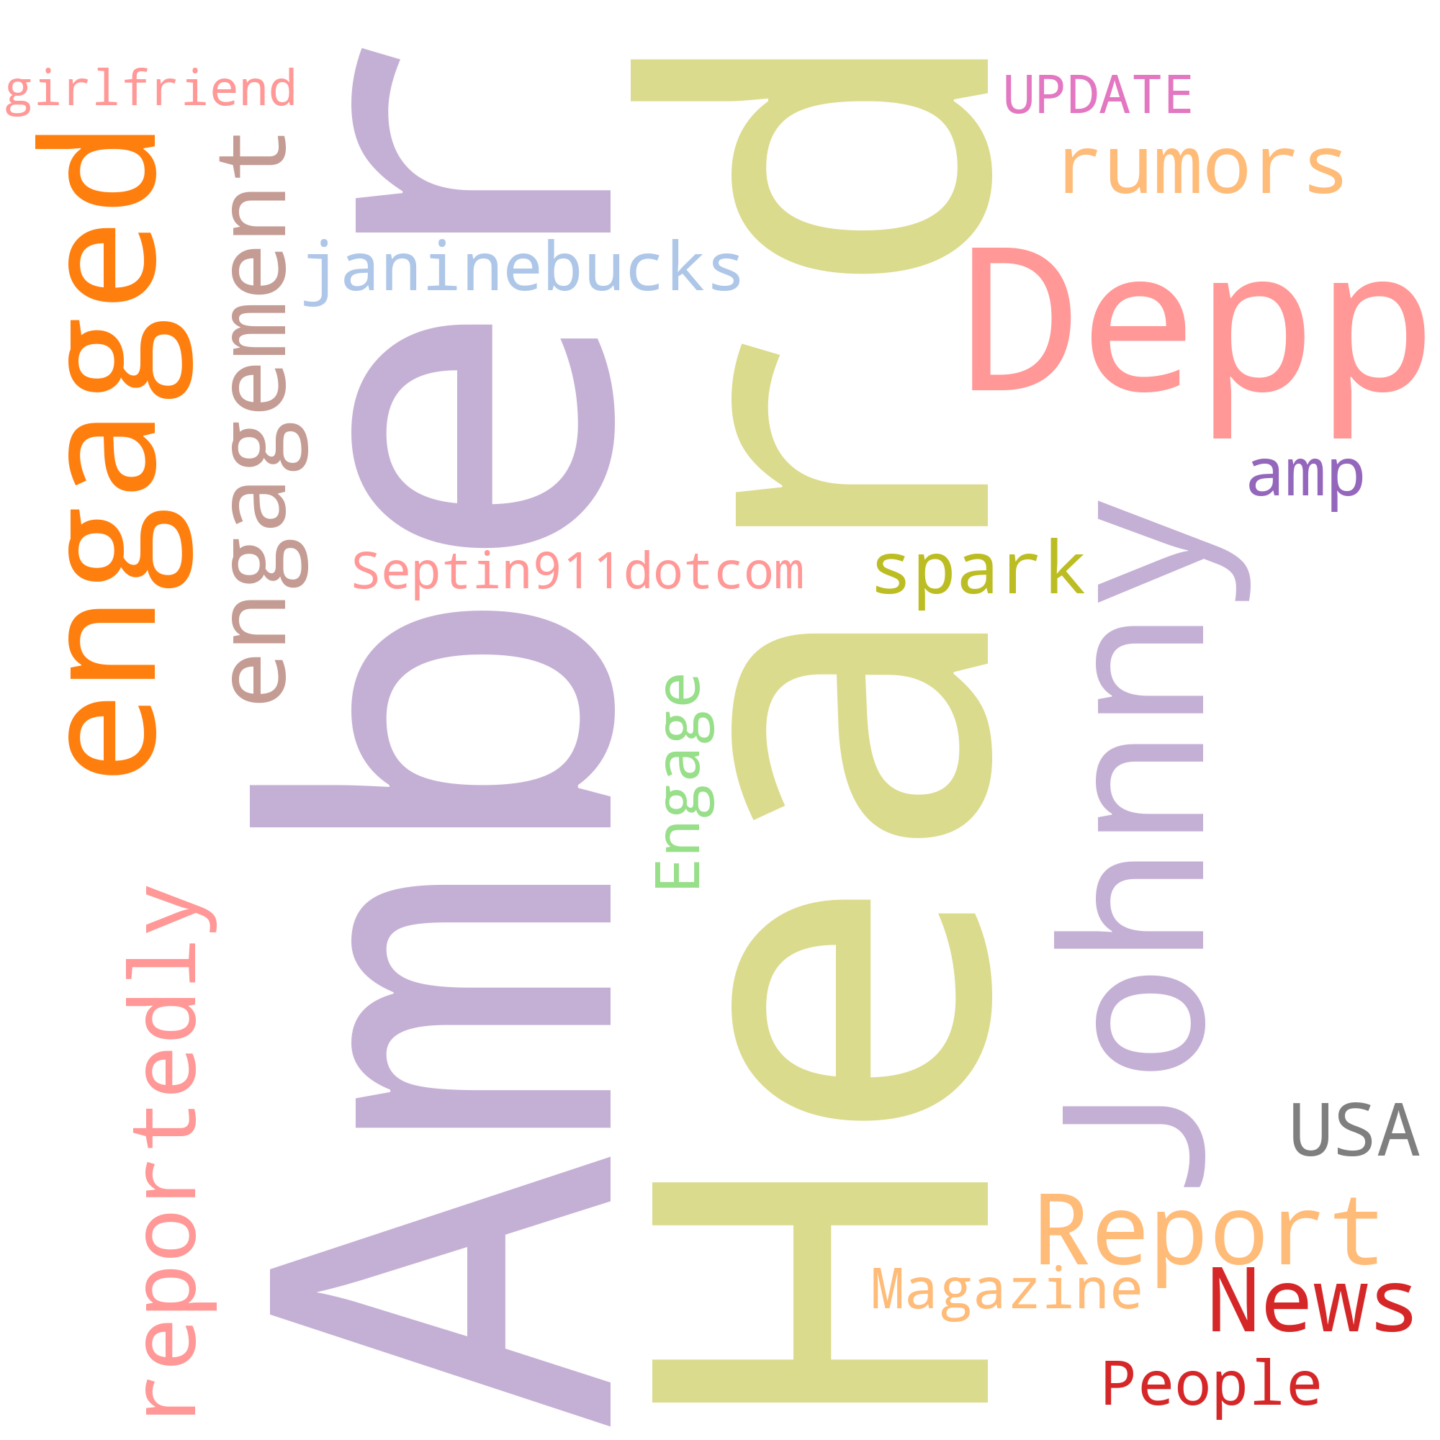 girlfriend
UPDATE
rumors
engaged
engagement
Amber
Heard
janinebucks
Depp
amp
Septin911dotcom
spark
Johnny
Engage
reportedly
USA
Report
Magazine
News
People